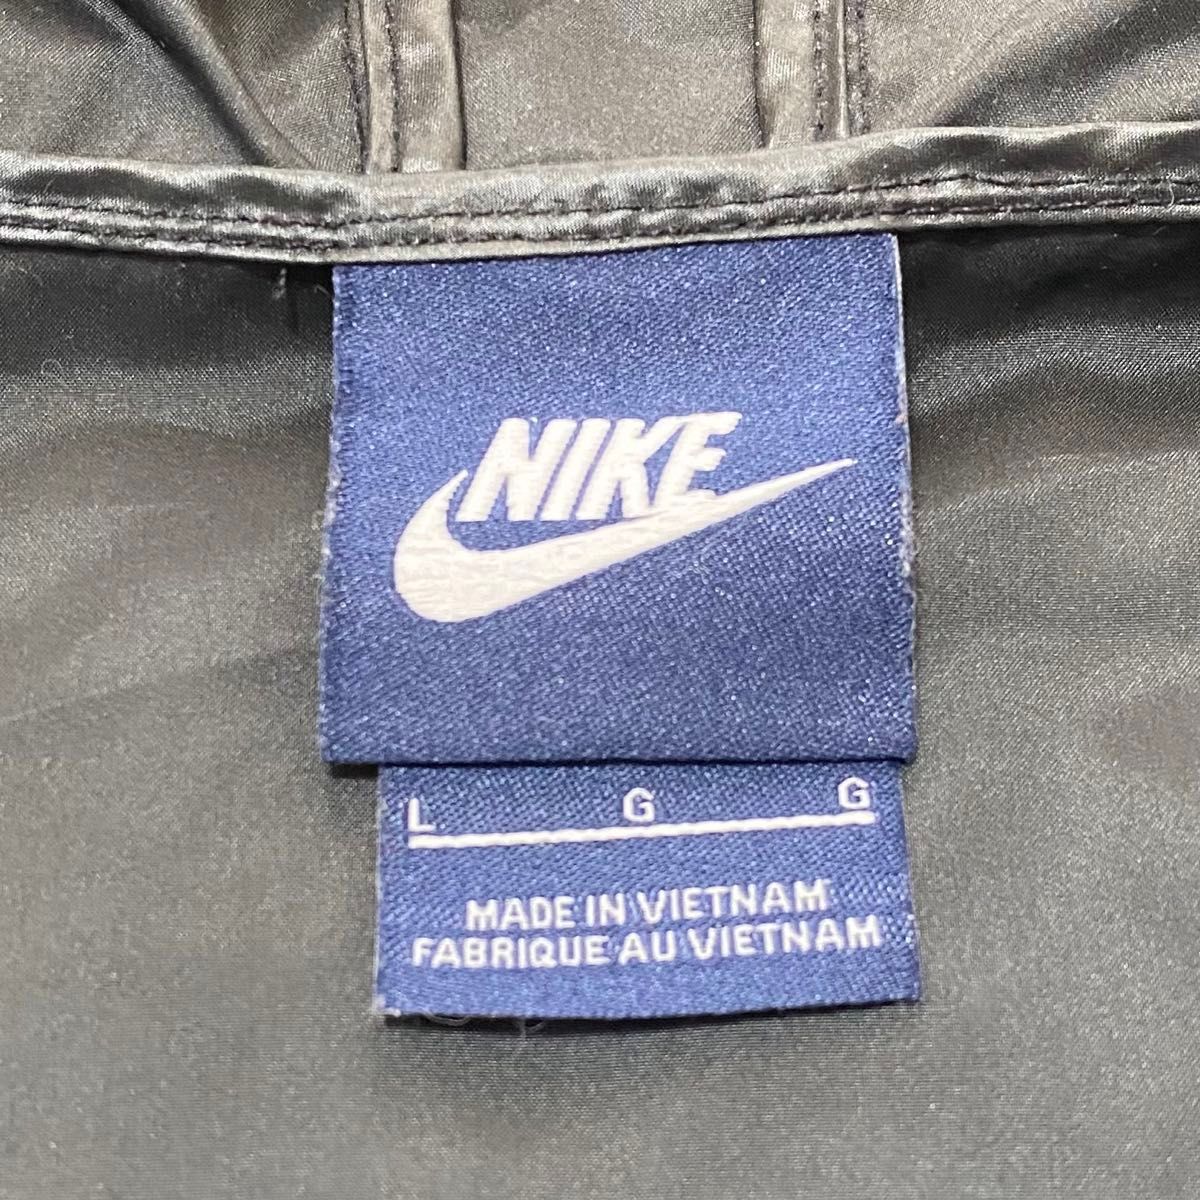 NIKE
L G G
MADE IN VIETNAM
FABRIQUE AU VIETNAM